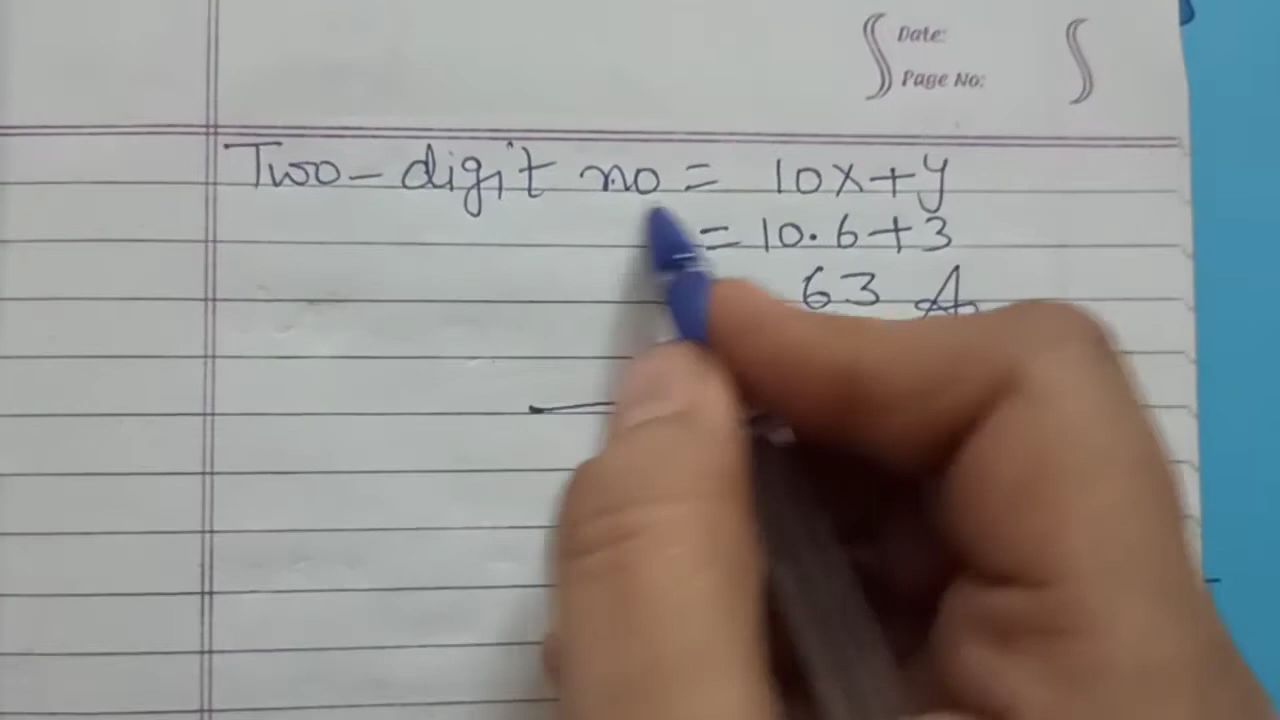 Date:
Page No:
Two-digit no = 10x+y
= 10.6+3
63